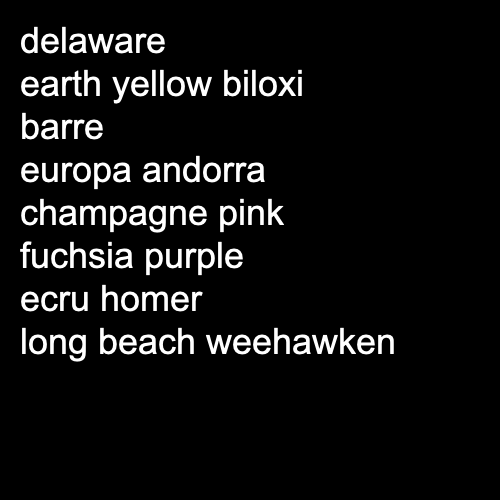 delaware
earth yellow biloxi
barre
europa andorra
champagne pink
fuchsia purple
ecru homer
long beach weehawken